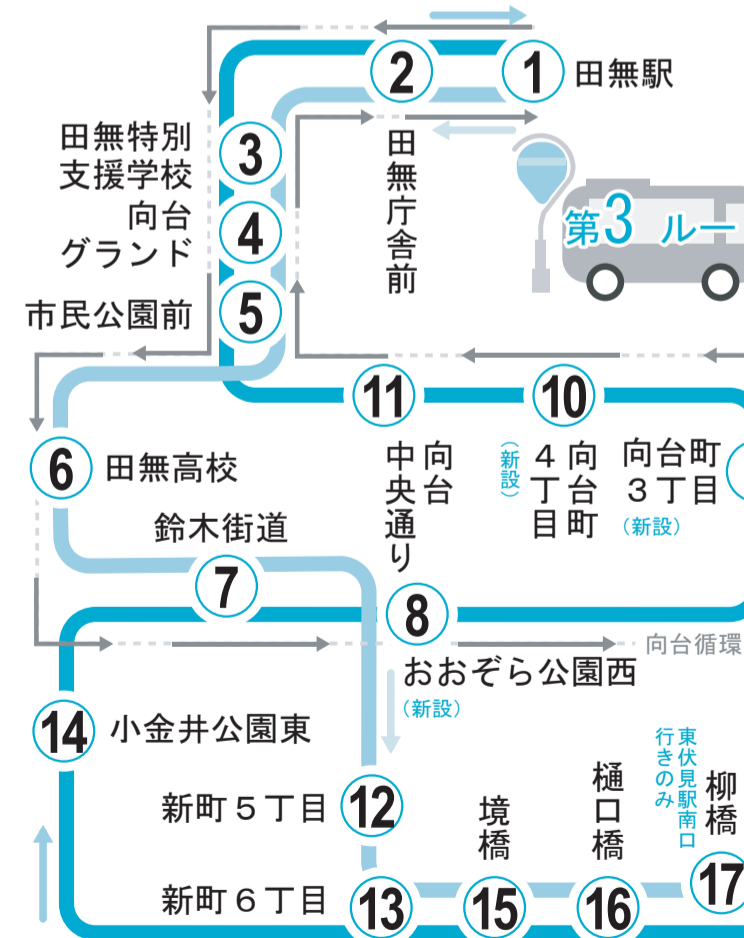 1
田無駅
2
田無庁舎前
3
田無特別
支援学校
4
向台
グランド
5
市民公園前
第3 ルー
6
田無高校
7
鈴木街道
8
おおぞら公園西
(新設)
向台町
3丁目
(新設)
10
向台町
4丁目
(新設)
11
向台
中央通り
向台循環
14
小金井公園東
12
新町5丁目
13
新町6丁目
15
境橋
16
樋口橋
17
柳橋
東伏見駅南口
行きのみ